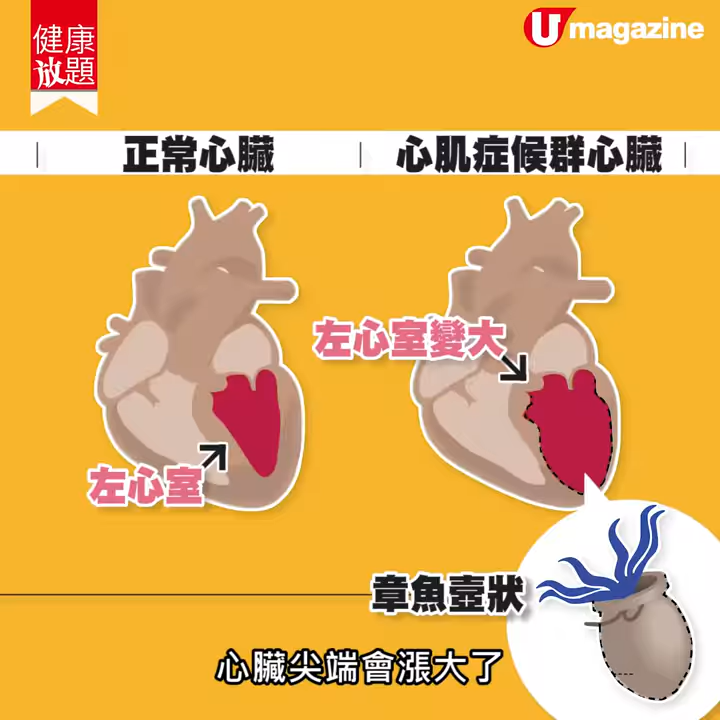 健康
放題
U magazine
正常心臟
心肌症候群心臟
左心室變大
左心室
章魚壺狀
心臟尖端會漲大了